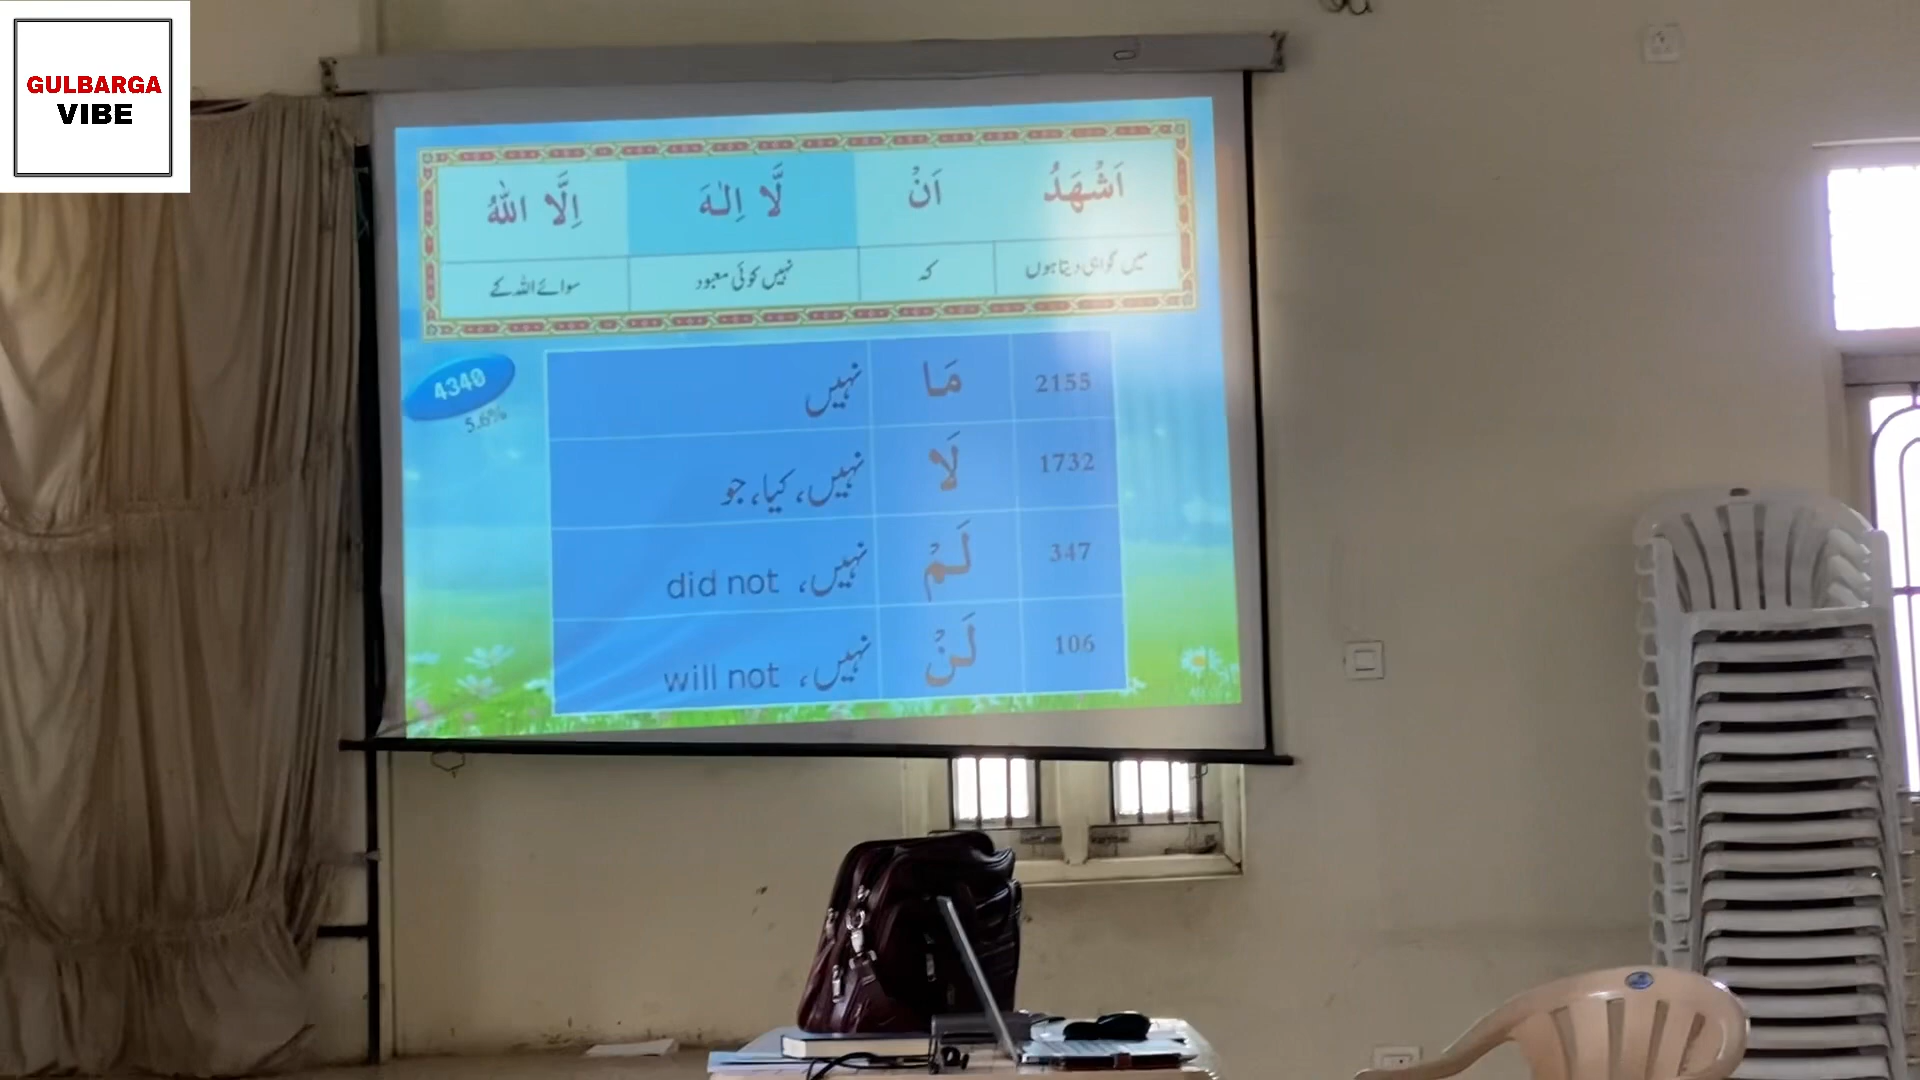 GULBARGA
VIBE
اَشْهَدُ اَنْ لَّا اِلٰهَ اِلَّا اللّٰهُ
میں گواہی دیتا ہوں کہ نہیں کوئی معبود سوائے اللہ کے
4340
5.6%
2155 مَا نہیں
1732 لَا نہیں، کیا، جو
347 لَمْ نہیں، did not
106 لَنْ نہیں، will not